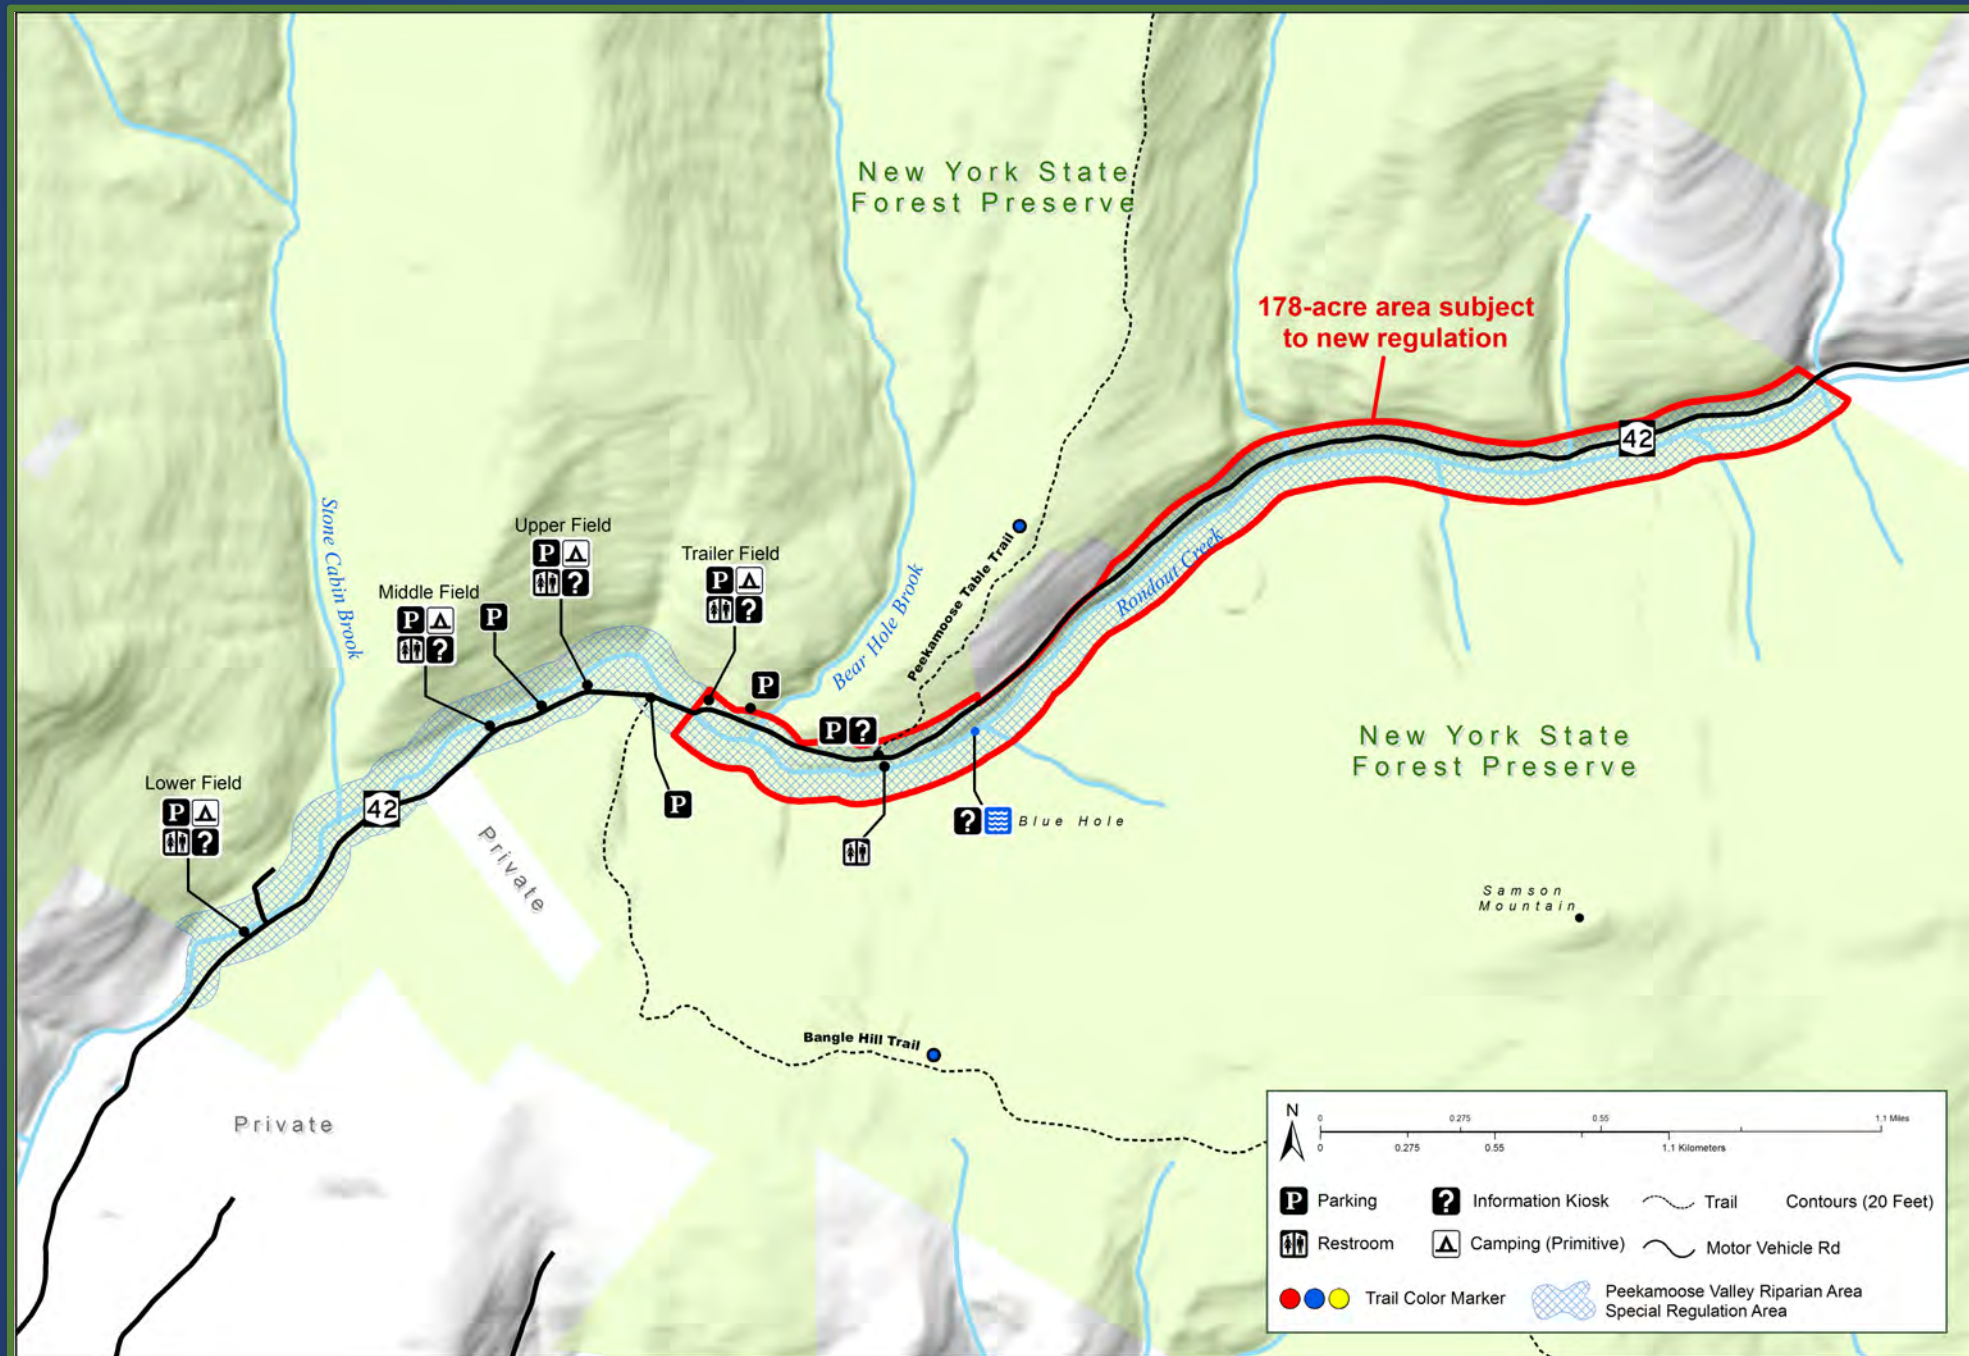 New York State
Forest Preserve
178-acre area subject
to new regulation
42
Stone Cabin Brook
Upper Field
P
?
Trailer Field
P
?
Middle Field
P
?
P
Peekamoose Table Trail
Bear Hole Brook
Rondout Creek
P
P ?
New York State
Forest Preserve
Lower Field
P
?
42
Private
P
? Blue Hole
Samson
Mountain
Bangle Hill Trail
Private
N
0 0.275 0.55 1.1 Miles
0 0.275 0.55 1.1 Kilometers
P Parking
? Information Kiosk
Trail
Contours (20 Feet)
Restroom
Camping (Primitive)
Motor Vehicle Rd
Trail Color Marker
Peekamoose Valley Riparian Area
Special Regulation Area